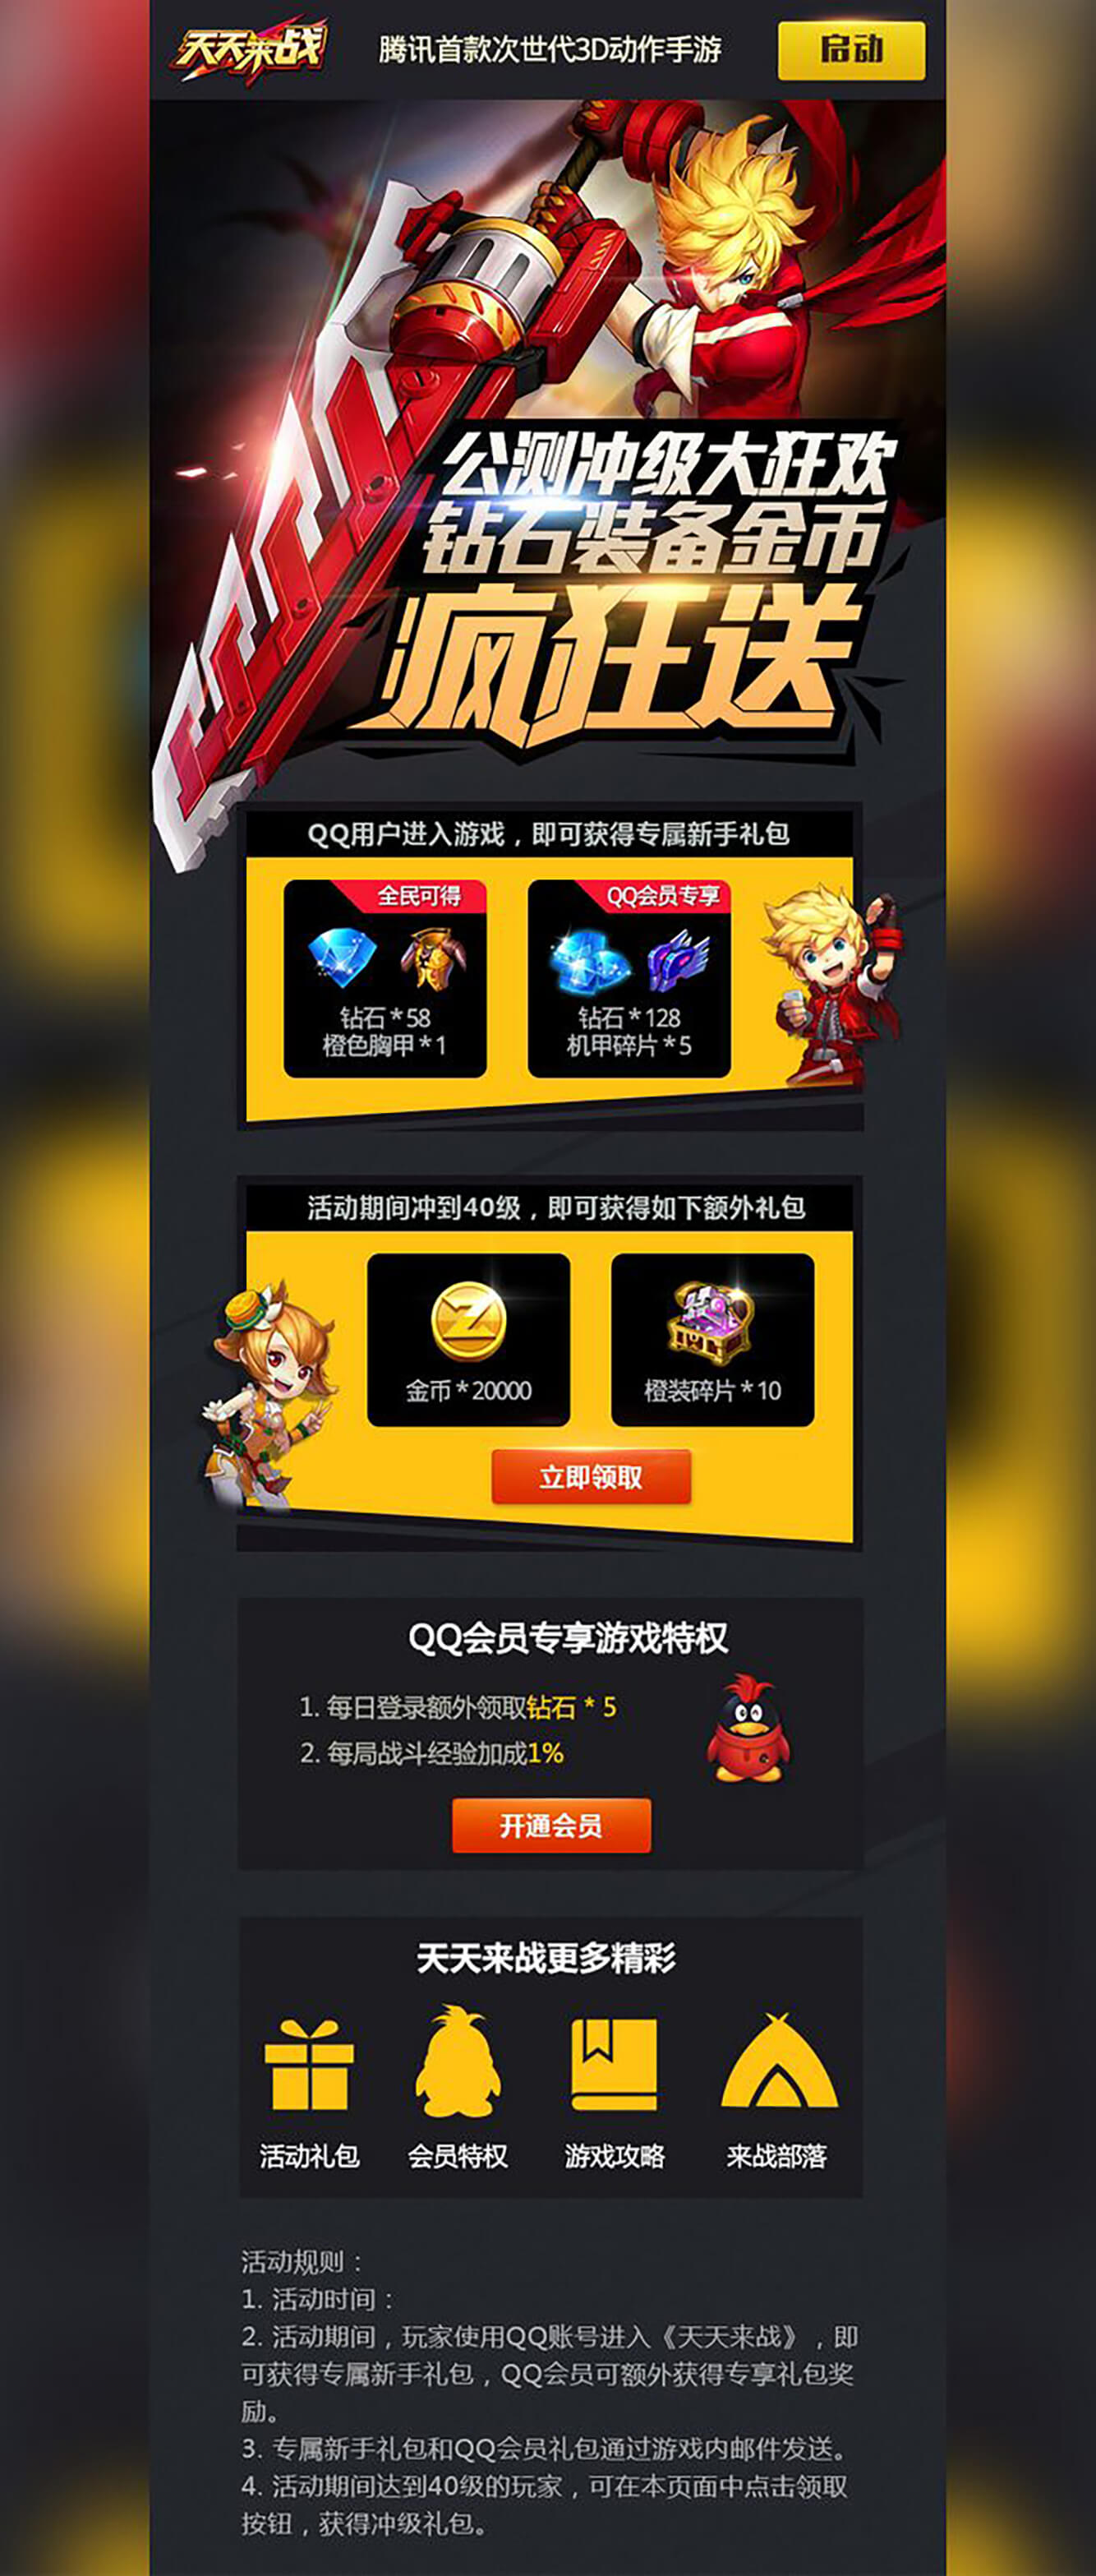 天天来战
腾讯首款次世代3D动作手游
启动
公测冲级大狂欢
钻石装备金币
疯狂送
QQ用户进入游戏，即可获得专属新手礼包
全民可得
QQ会员专享
钻石*58
橙色胸甲*1
钻石*128
机甲碎片*5
活动期间冲到40级，即可获得如下额外礼包
金币*20000
橙装碎片*10
立即领取
QQ会员专享游戏特权
1. 每日登录额外领取钻石 * 5
2. 每局战斗经验加成1%
开通会员
天天来战更多精彩
活动礼包
会员特权
游戏攻略
来战部落
活动规则：
1. 活动时间：
2. 活动期间，玩家使用QQ账号进入《天天来战》，即
可获得专属新手礼包，QQ会员可额外获得专享礼包奖
励。
3. 专属新手礼包和QQ会员礼包通过游戏内邮件发送。
4. 活动期间达到40级的玩家，可在本页面中点击领取
按钮，获得冲级礼包。